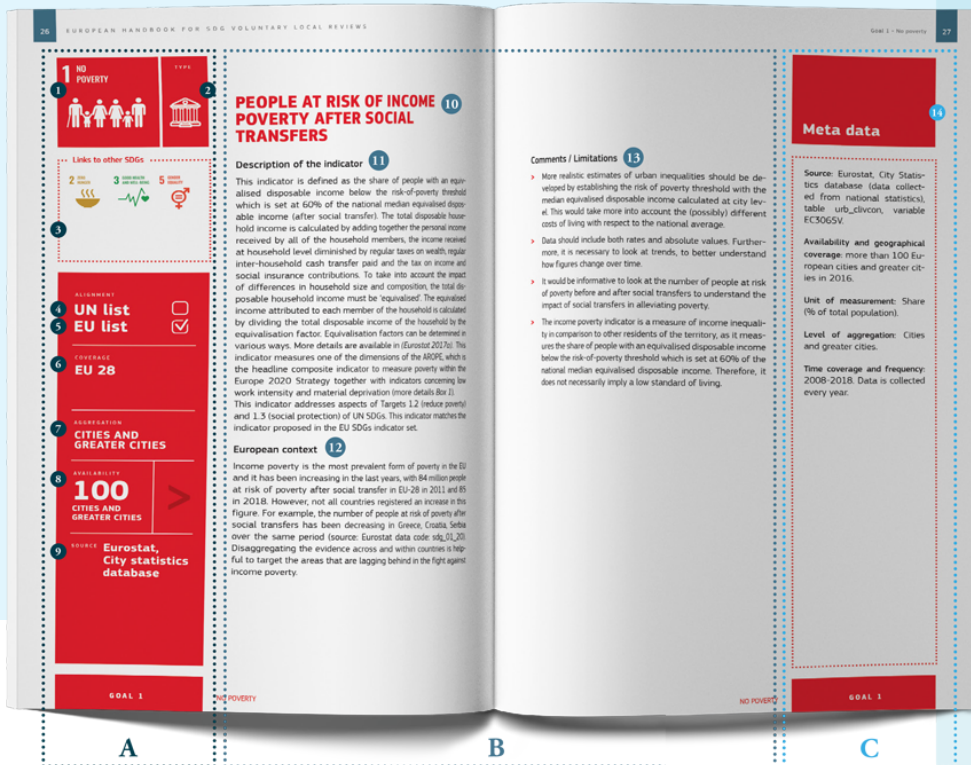 26 EUROPEAN HANDBOOK FOR SDG VOLUNTARY LOCAL REVIEWS
1 NO
POVERTY
TYPE
1
2
Links to other SDGs
2 ZERO HUNGER
3 GOOD HEALTH AND WELL-BEING
5 GENDER EQUALITY
3
ALIGNMENT
4 UN list
5 EU list
COVERAGE
6 EU 28
AGGREGATION
7 CITIES AND
GREATER CITIES
AVAILABILITY
8 100
CITIES AND
GREATER CITIES
>
9 SOURCE Eurostat,
City statistics
database
GOAL 1
PEOPLE AT RISK OF INCOME 10
POVERTY AFTER SOCIAL
TRANSFERS
Description of the indicator 11
This indicator is defined as the share of people with an equiv-
alised disposable income below the risk-of-poverty threshold
which is set at 60% of the national median equivalised dispos-
able income (after social transfer). The total disposable house-
hold income is calculated by adding together the personal income
received by all of the household members, the income received
at household level diminished by regular taxes on wealth, regular
inter-household cash transfer paid and the tax on income and
social insurance contributions. To take into account the impact
of differences in household size and composition, the total dis-
posable household income must be 'equivalised'. The equivalised
income attributed to each member of the household is calculated
by dividing the total disposable income of the household by the
equivalisation factor. Equivalisation factors can be determined in
various ways. More details are available in (Eurostat 2017a). This
indicator measures one of the dimensions of the AROPE, which is
the headline composite indicator to measure poverty within the
Europe 2020 Strategy together with indicators concerning low
work intensity and material deprivation (more details Box 1).
This indicator addresses aspects of Targets 1.2 (reduce poverty)
and 1.3 (social protection) of UN SDGs. This indicator matches the
indicator proposed in the EU SDGs indicator set.
European context 12
Income poverty is the most prevalent form of poverty in the EU
and it has been increasing in the last years, with 84 million people
at risk of poverty after social transfer in EU-28 in 2011 and 85
in 2018. However, not all countries registered an increase in this
figure. For example, the number of people at risk of poverty after
social transfers has been decreasing in Greece, Croatia, Serbia
over the same period (source: Eurostat data code: sdg_01_20).
Disaggregating the evidence across and within countries is help-
ful to target the areas that are lagging behind in the fight against
income poverty.
NO POVERTY
Goal 1 - No poverty 27
Comments / Limitations 13
> More realistic estimates of urban inequalities should be de-
veloped by establishing the risk of poverty threshold with the
median equivalised disposable income calculated at city lev-
el. This would take more into account the (possibly) different
costs of living with respect to the national average.
> Data should include both rates and absolute values. Further-
more, it is necessary to look at trends, to better understand
how figures change over time.
> It would be informative to look at the number of people at risk
of poverty before and after social transfers to understand the
impact of social transfers in alleviating poverty.
> The income poverty indicator is a measure of income inequali-
ty in comparison to other residents of the territory, as it meas-
ures the share of people with an equivalised disposable income
below the risk-of-poverty threshold which is set at 60% of the
national median equivalised disposable income. Therefore, it
does not necessarily imply a low standard of living.
NO POVERTY
14
Meta data
Source: Eurostat, City Statis-
tics database (data collect-
ed from national statistics),
table urb_clivcon, variable
EC3065V.
Availability and geographical
coverage: more than 100 Eu-
ropean cities and greater cit-
ies in 2016.
Unit of measurement: Share
(% of total population).
Level of aggregation: Cities
and greater cities.
Time coverage and frequency:
2008-2018. Data is collected
every year.
GOAL 1
A
B
C